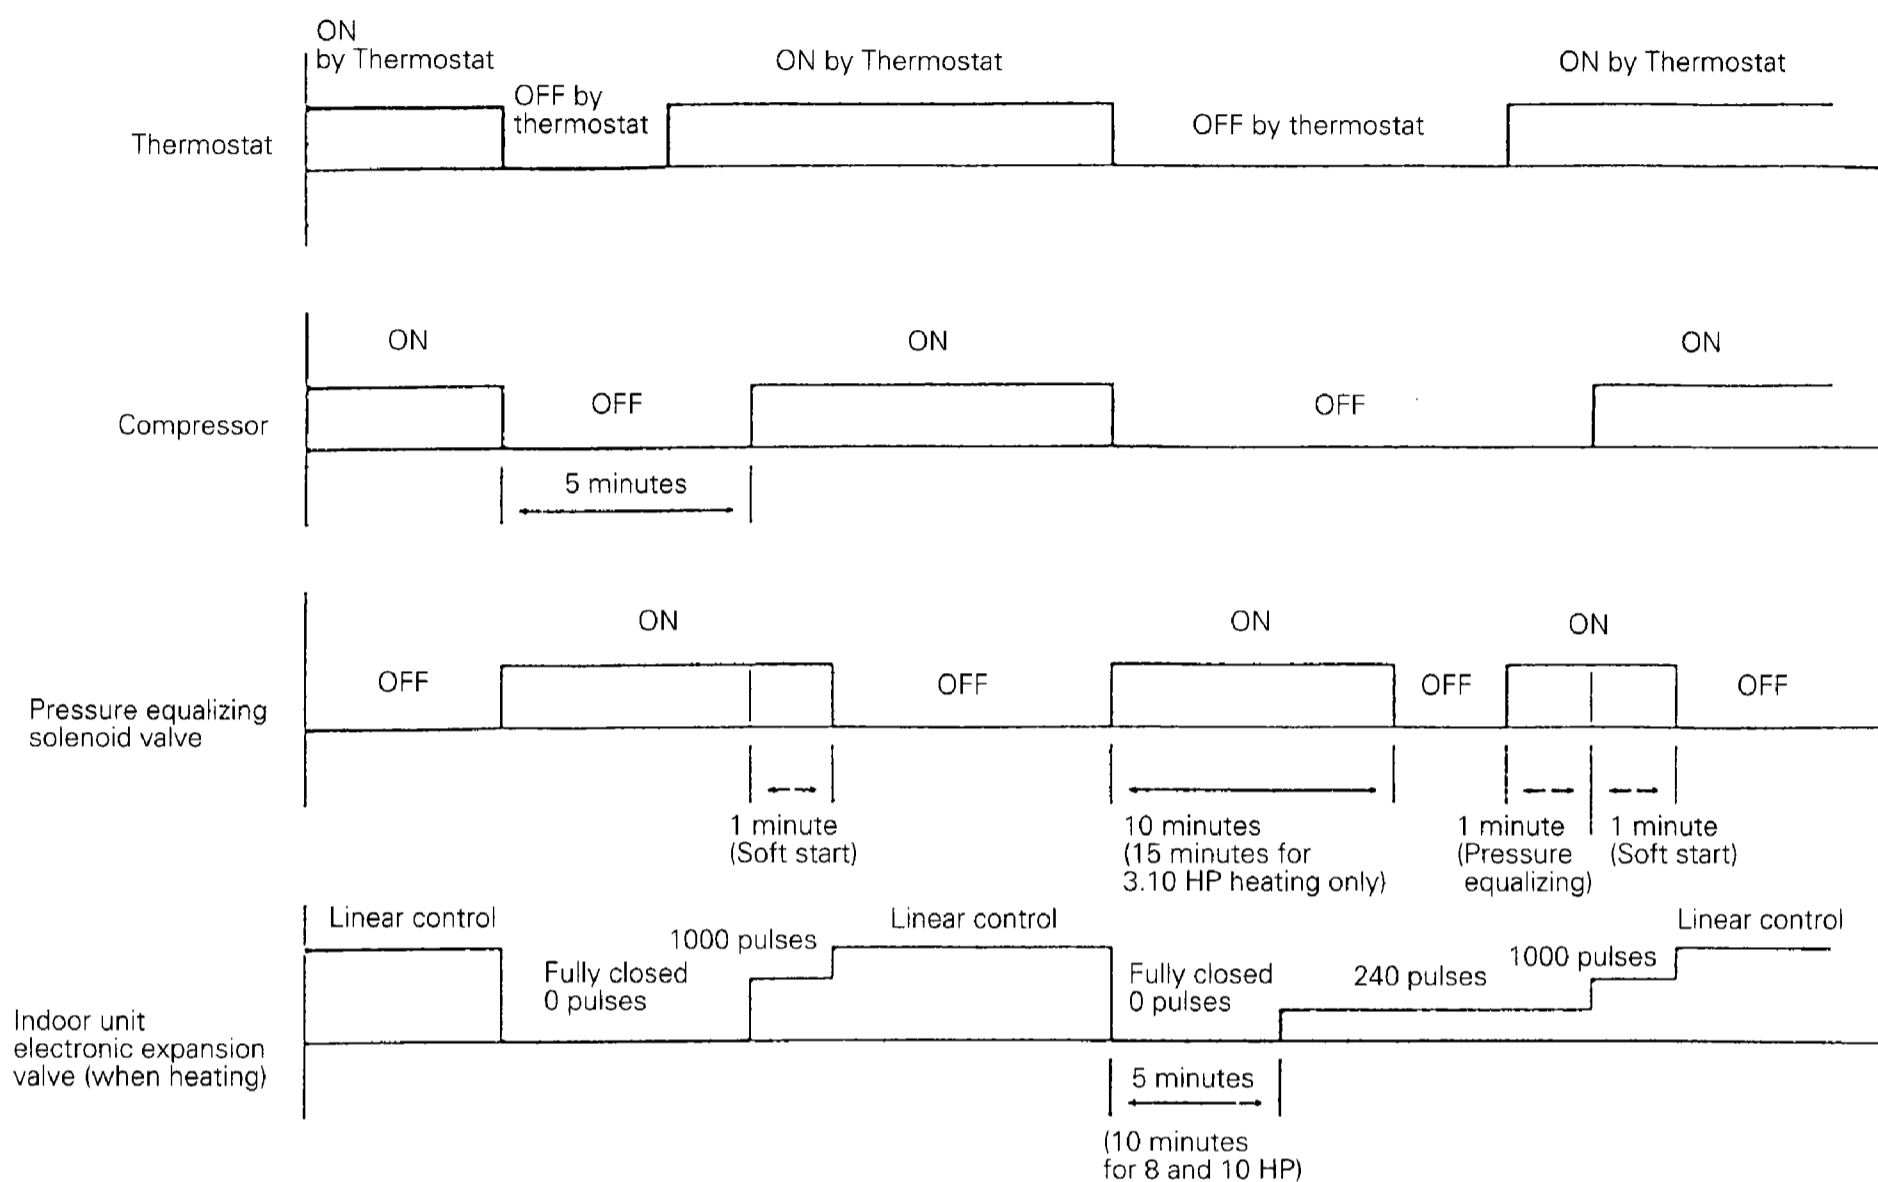 ON
by Thermostat
ON by Thermostat
ON by Thermostat
OFF by
thermostat
OFF by thermostat
Thermostat
ON
ON
ON
OFF
OFF
Compressor
5 minutes
ON
ON
ON
OFF
OFF
OFF
OFF
Pressure equalizing
solenoid valve
1 minute
(Soft start)
10 minutes
(15 minutes for
3.10 HP heating only)
1 minute
(Pressure
equalizing)
1 minute
(Soft start)
Linear control
1000 pulses
Linear control
Linear control
Fully closed
0 pulses
Fully closed
0 pulses
240 pulses
1000 pulses
Indoor unit
electronic expansion
valve (when heating)
5 minutes
(10 minutes
for 8 and 10 HP)